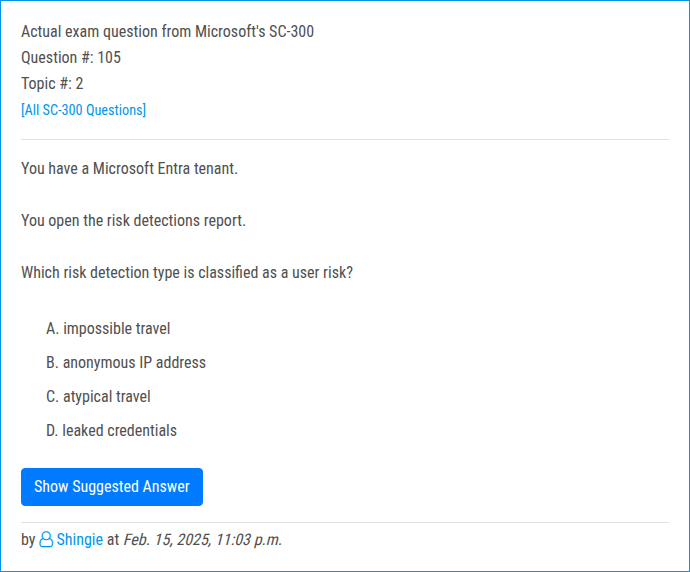 Actual exam question from Microsoft's SC-300
Question #: 105
Topic #: 2
[All SC-300 Questions]
You have a Microsoft Entra tenant.
You open the risk detections report.
Which risk detection type is classified as a user risk?
A. impossible travel
B. anonymous IP address
C. atypical travel
D. leaked credentials
Show Suggested Answer
by Shingie at Feb. 15, 2025, 11:03 p.m.